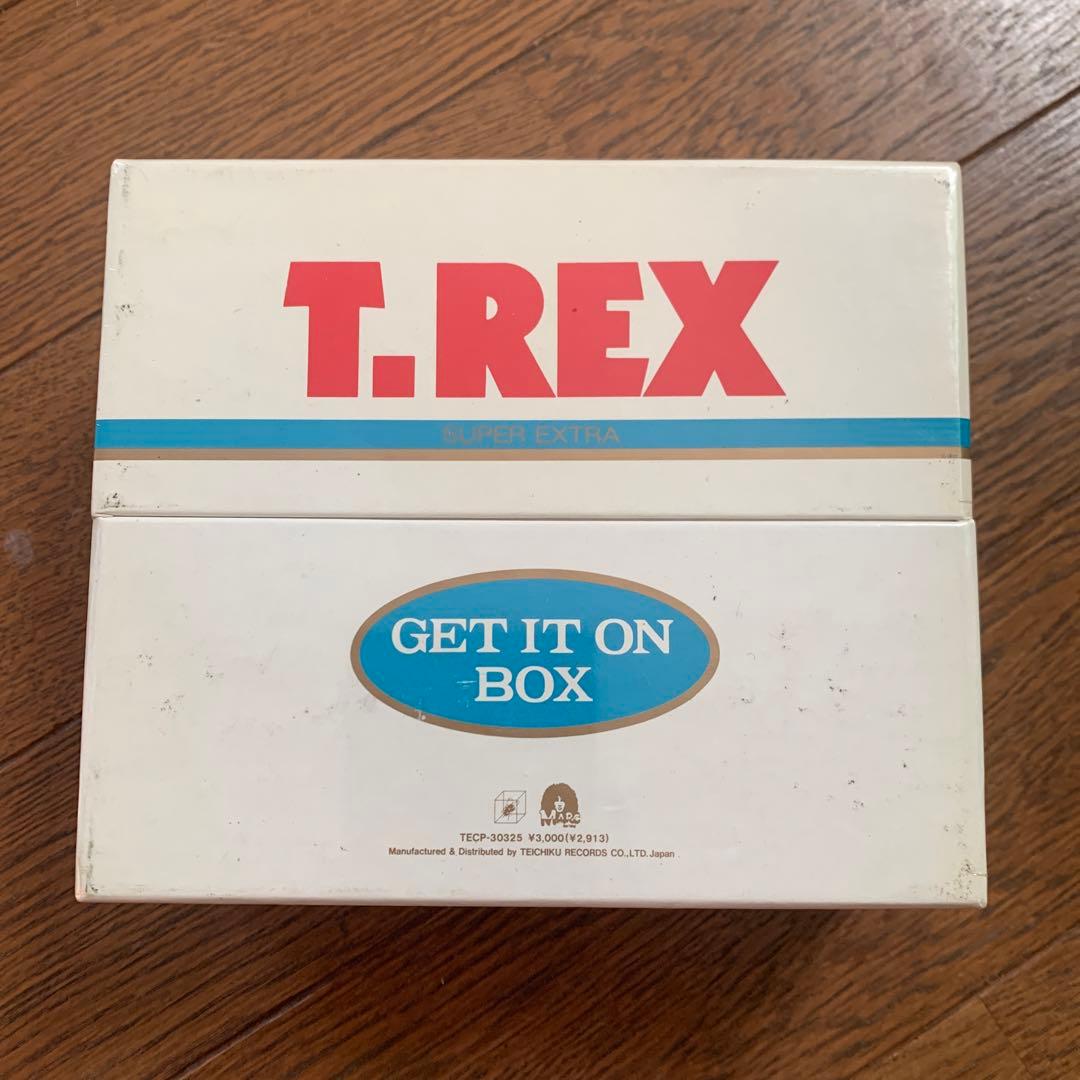 T.REX
SUPER EXTRA
GET IT ON
BOX
MARC
TECP-30325 ¥3,000(¥2,913)
Manufactured & Distributed by TEICHIKU RECORDS CO.,LTD. Japan